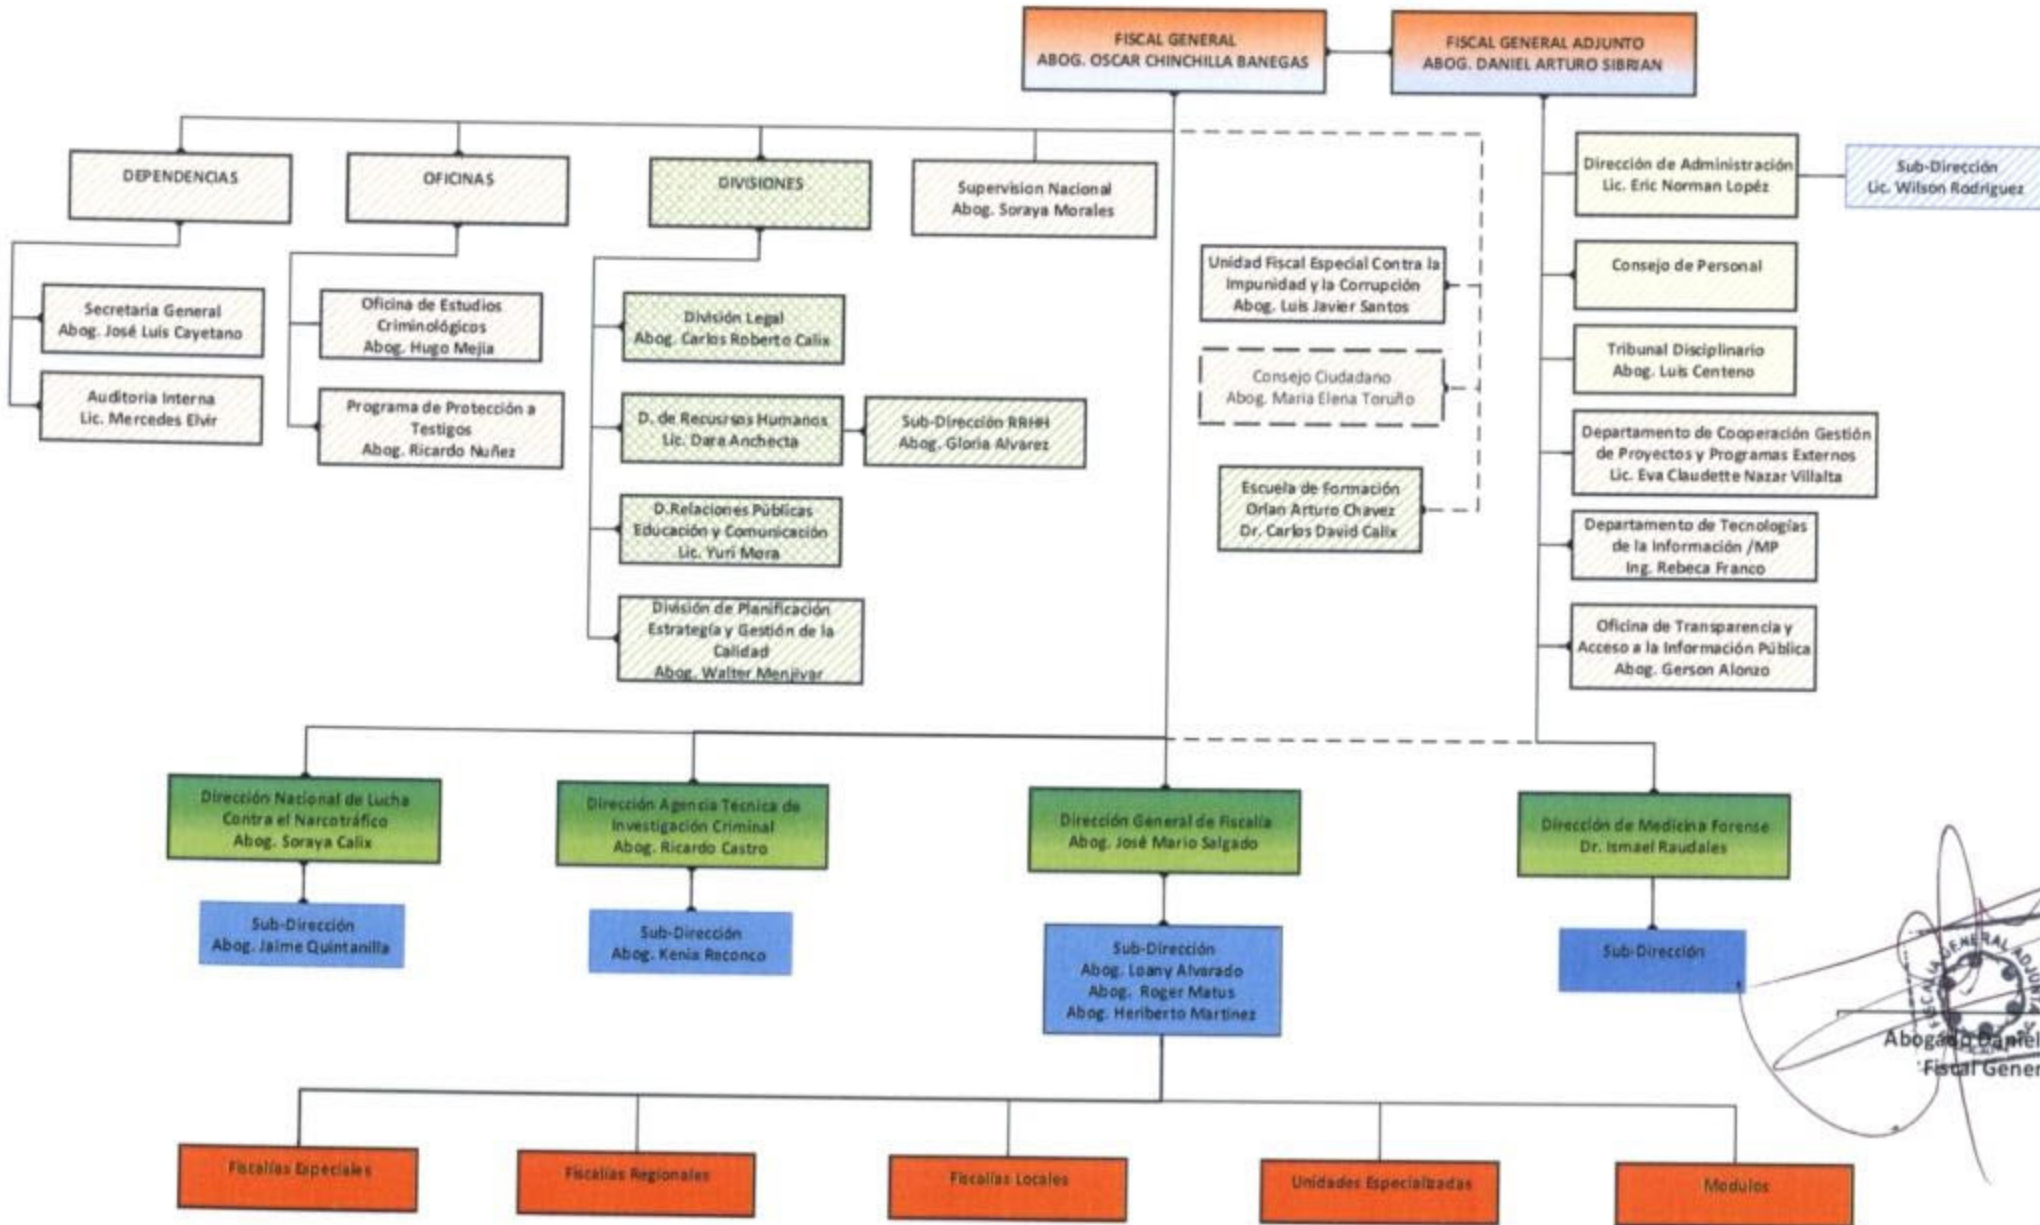 FISCAL GENERAL
ABOG. OSCAR CHINCHILLA BANEGAS
FISCAL GENERAL ADJUNTO
ABOG. DANIEL ARTURO SIBRIAN
DEPENDENCIAS
OFICINAS
DIVISIONES
Supervision Nacional
Abog. Soraya Morales
Dirección de Administración
Lic. Eric Norman Lopéz
Sub-Dirección
Lic. Wilson Rodriguez
Secretaria General
Abog. José Luis Cayetano
Auditoria Interna
Lic. Mercedes Elvir
Oficina de Estudios
Criminológicos
Abog. Hugo Mejia
Programa de Protección a
Testigos
Abog. Ricardo Nuñez
División Legal
Abog. Carlos Roberto Calix
D. de Recusrsos Humanos
Lic. Dara Anchecta
Sub-Dirección RRHH
Abog. Gloria Alvarez
D.Relaciones Públicas
Educación y Comunicación
Lic. Yuri Mora
División de Planificación
Estrategía y Gestión de la
Calidad
Abog. Walter Menjivar
Unidad Fiscal Especial Contra la
Impunidad y la Corrupción
Abog. Luis Javier Santos
Consejo Ciudadano
Abog. Maria Elena Toruño
Escuela de Formación
Orlan Arturo Chavez
Dr. Carlos David Calix
Consejo de Personal
Tribunal Disciplinario
Abog. Luis Centeno
Departamento de Cooperación Gestión
de Proyectos y Programas Externos
Lic. Eva Claudette Nazar Villalta
Departamento de Tecnologías
de la Información /MP
Ing. Rebeca Franco
Oficina de Transparencia y
Acceso a la Información Pública
Abog. Gerson Alonzo
Dirección Nacional de Lucha
Contra el Narcotráfico
Abog. Soraya Calix
Dirección Agencia Técnica de
Investigación Criminal
Abog. Ricardo Castro
Dirección General de Fiscalía
Abog. José Mario Salgado
Dirección de Medicina Forense
Dr. Ismael Raudales
Sub-Dirección
Abog. Jaime Quintanilla
Sub-Dirección
Abog. Kenia Reconco
Sub-Dirección
Abog. Loany Alvarado
Abog. Roger Matus
Abog. Heriberto Martinez
Sub-Dirección
FISCALIA GENERAL ADJUNTA
Abogado Daniel
Fiscal Gener
Fiscalías Especiales
Fiscalías Regionales
Fiscalías Locales
Unidades Especializadas
Modulos